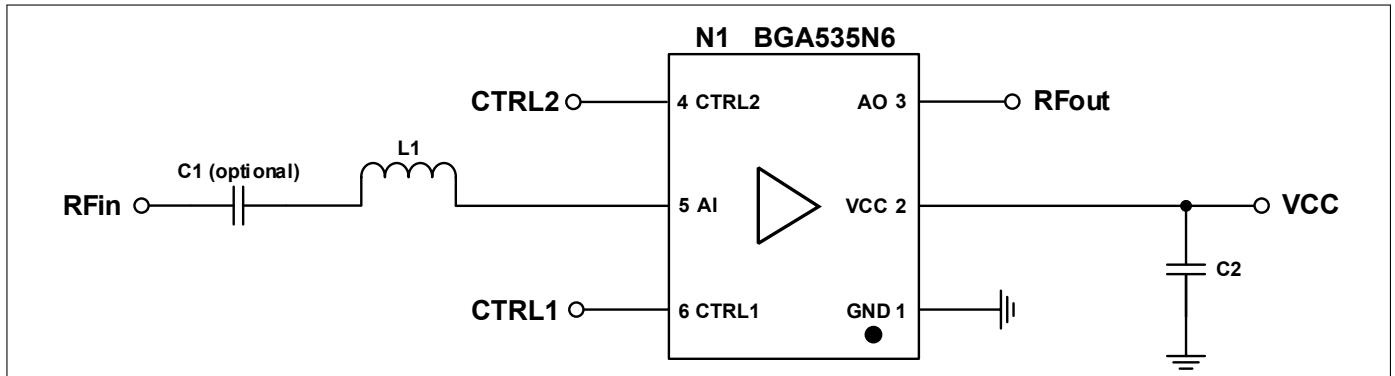 N1 BGA535N6
CTRL2
4 CTRL2
AO 3
RFout
C1 (optional)
L1
RFin
5 AI
VCC 2
VCC
C2
CTRL1
6 CTRL1
GND 1